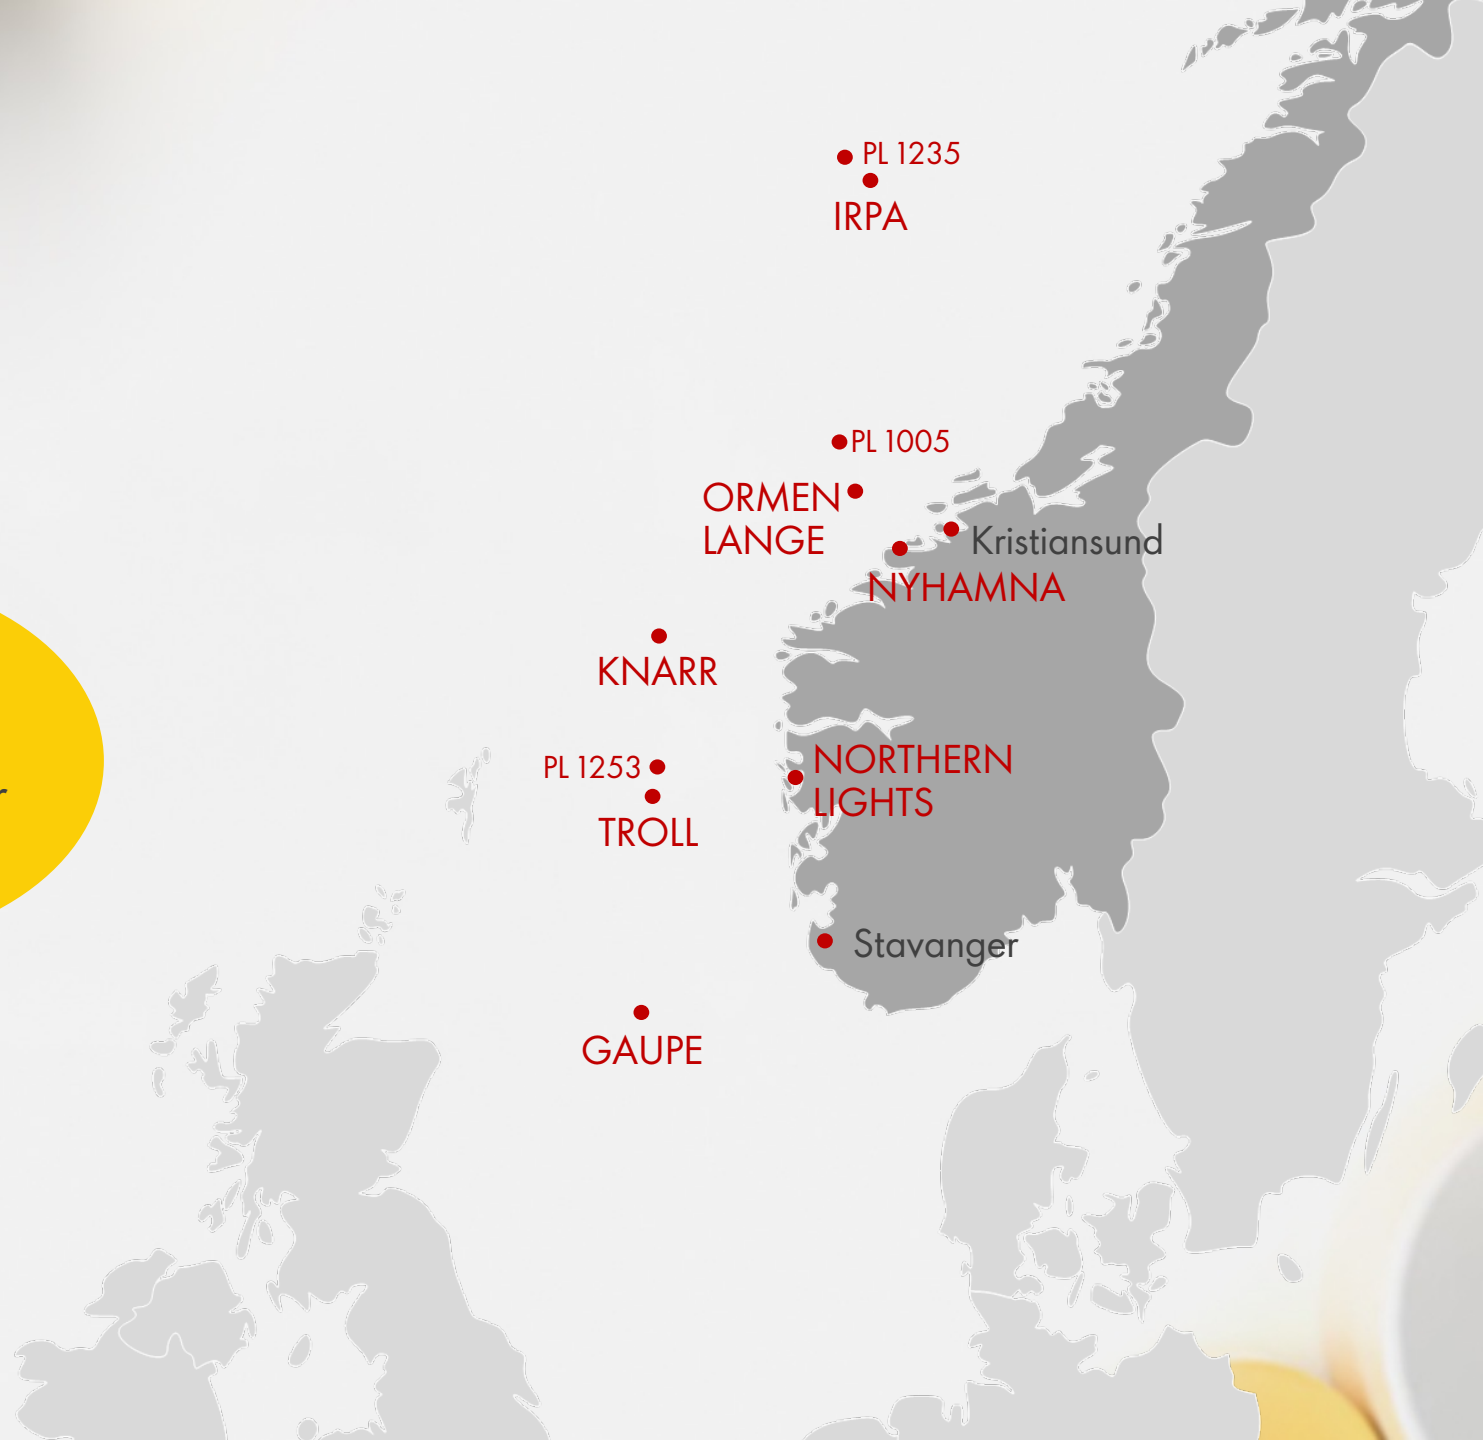 PL 1235
IRPA
PL 1005
ORMEN
LANGE
Kristiansund
NYHAMNA
KNARR
NORTHERN
LIGHTS
PL 1253
TROLL
Stavanger
GAUPE